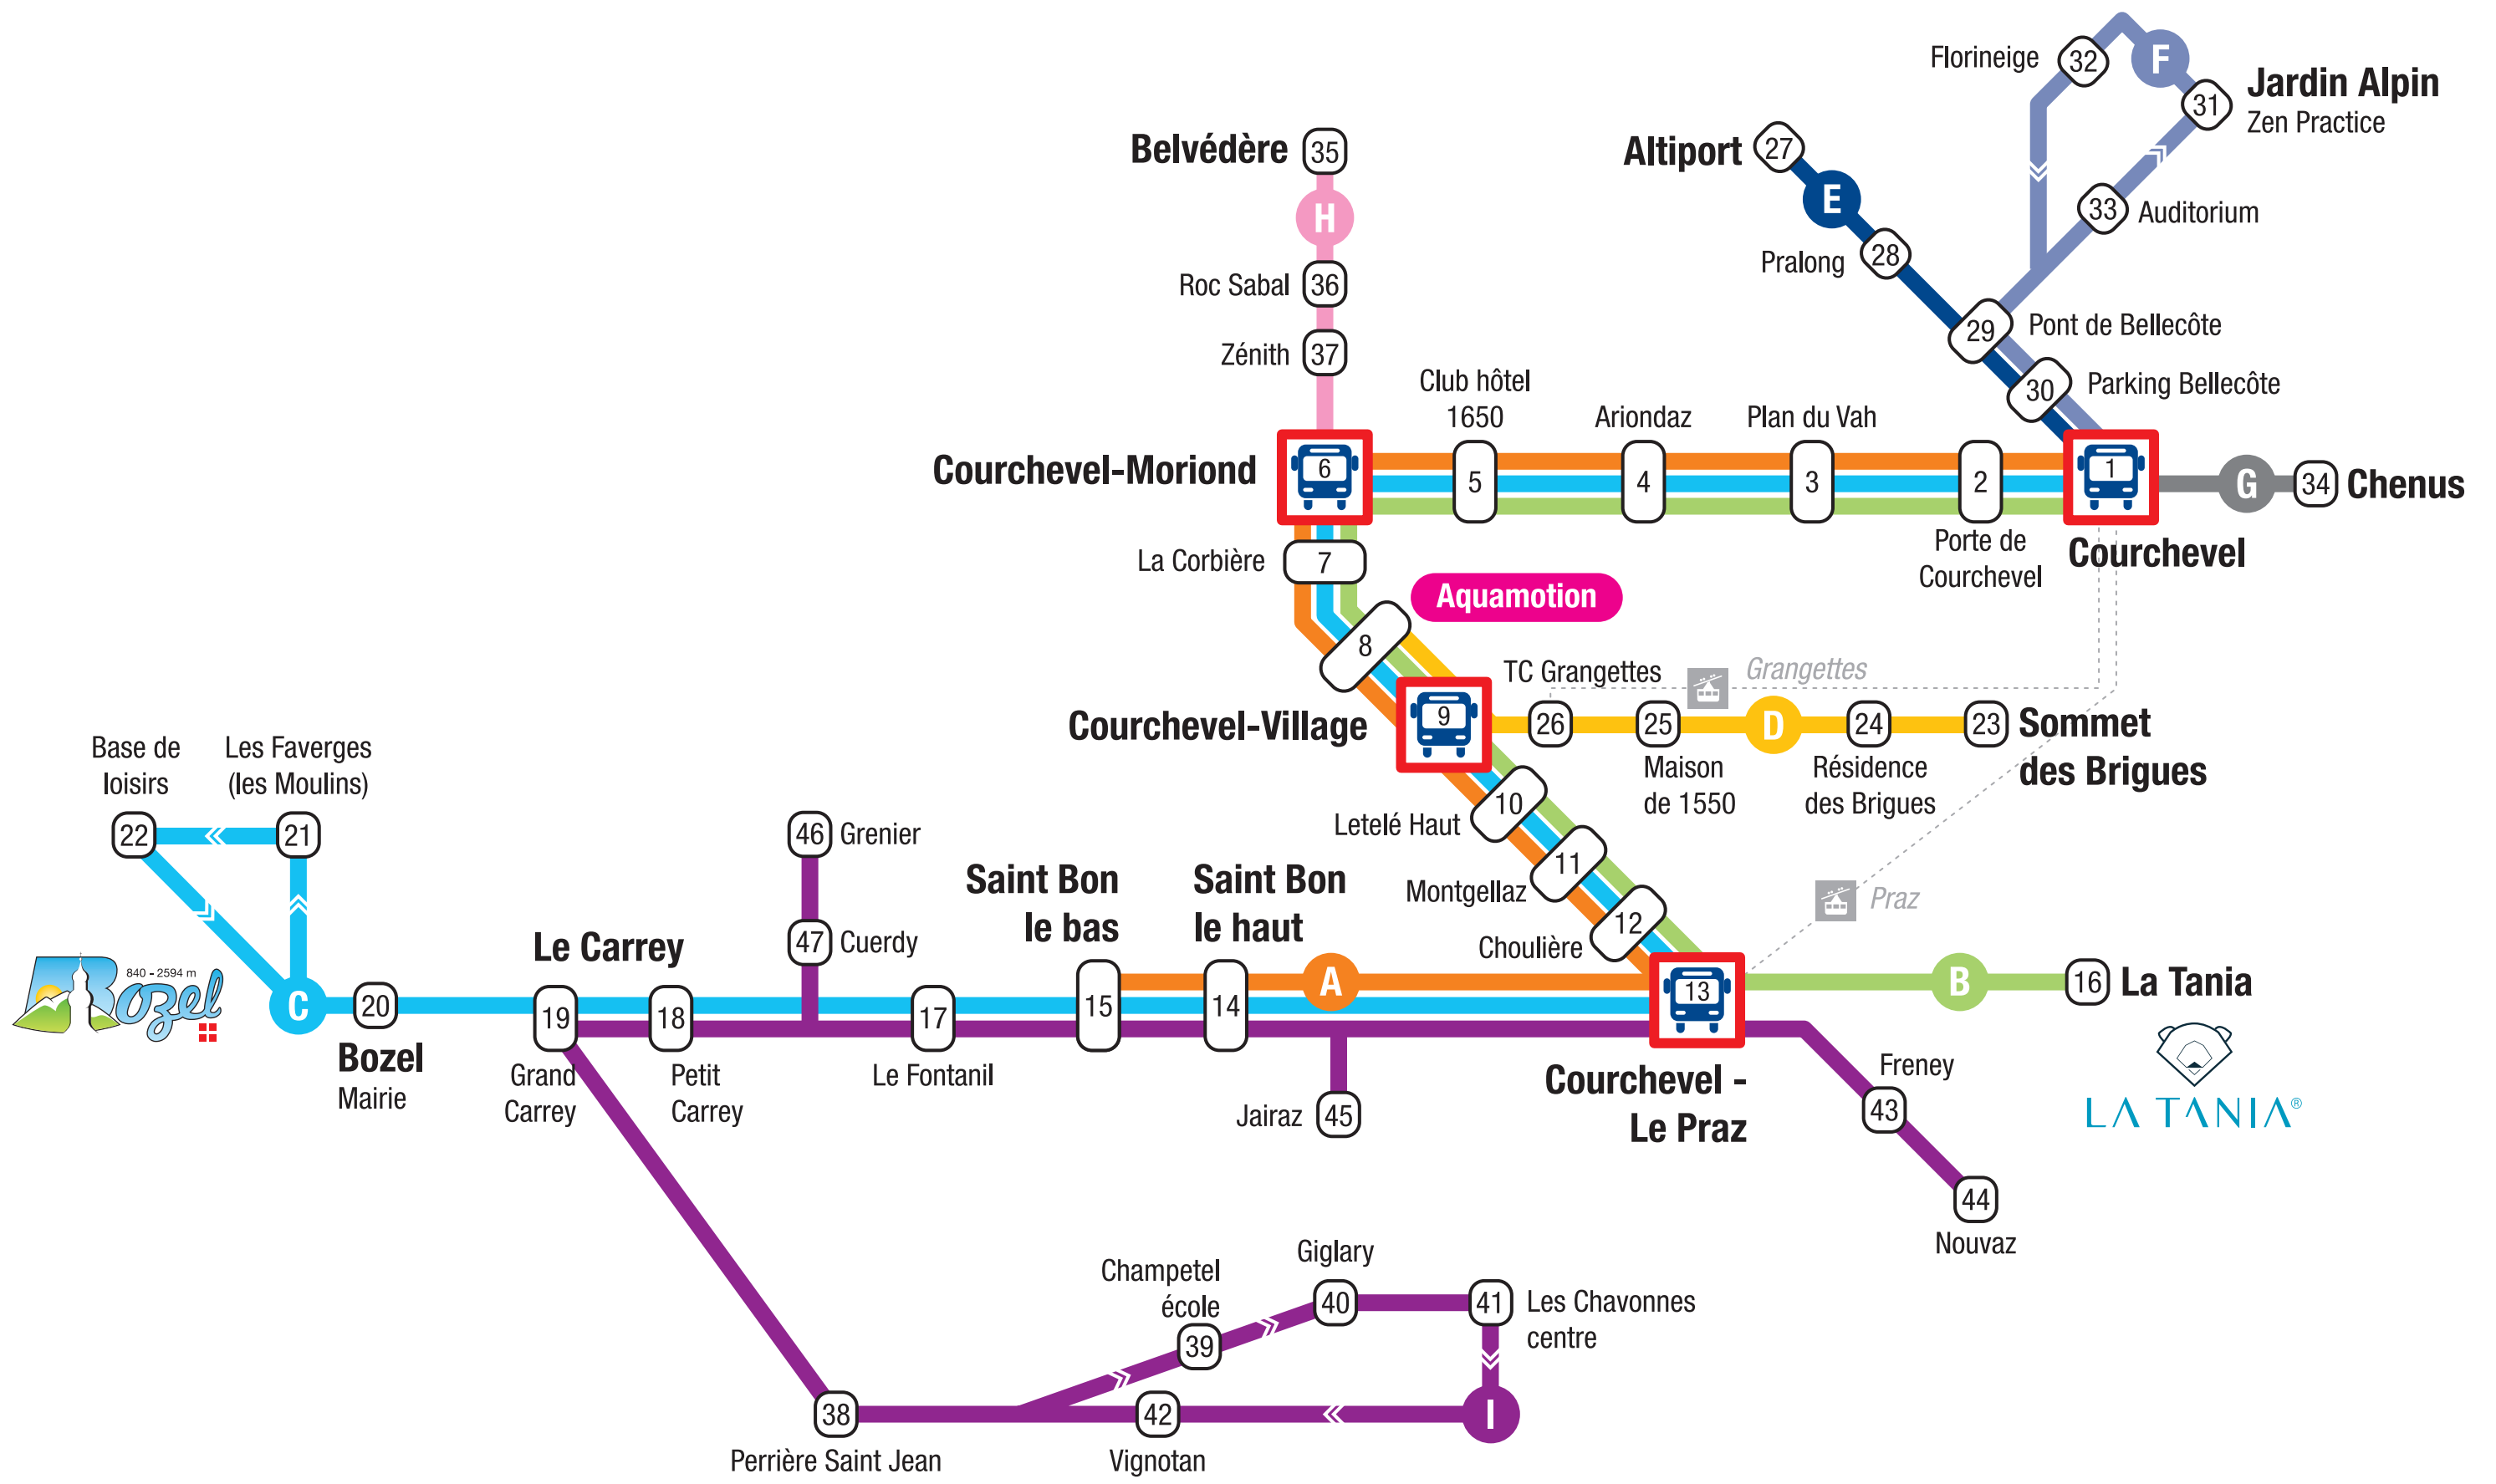 Florineige
32
F
31
Jardin Alpin
Zen Practice
Belvédère
35
Altiport
27
H
E
33
Auditorium
Pralong
28
Roc Sabal
36
Zénith
37
29
Pont de Bellecôte
30
Parking Bellecôte
Club hôtel
1650
Ariondaz
Plan du Vah
Courchevel-Moriond
6
5
4
3
2
1
G
34
Chenus
Porte de
Courchevel
Courchevel
La Corbière
7
Aquamotion
8
TC Grangettes
Grangettes
Courchevel-Village
9
26
25
D
24
23
Sommet
des Brigues
Maison
de 1550
Résidence
des Brigues
Base de
loisirs
Les Faverges
(les Moulins)
22
21
46
Grenier
47
Cuerdy
Letelé Haut
10
Montgellaz
11
Choulière
12
Praz
Saint Bon
le bas
Saint Bon
le haut
Le Carrey
840 - 2594 m
Bozel
C
20
19
18
17
15
14
A
13
B
16
La Tania
Bozel
Mairie
Grand
Carrey
Petit
Carrey
Le Fontanil
Jairaz
45
Courchevel -
Le Praz
Freney
43
44
Nouvaz
LA TANIA®
Champetel
école
39
Giglary
40
41
Les Chavonnes
centre
38
42
I
Perrière Saint Jean
Vignotan